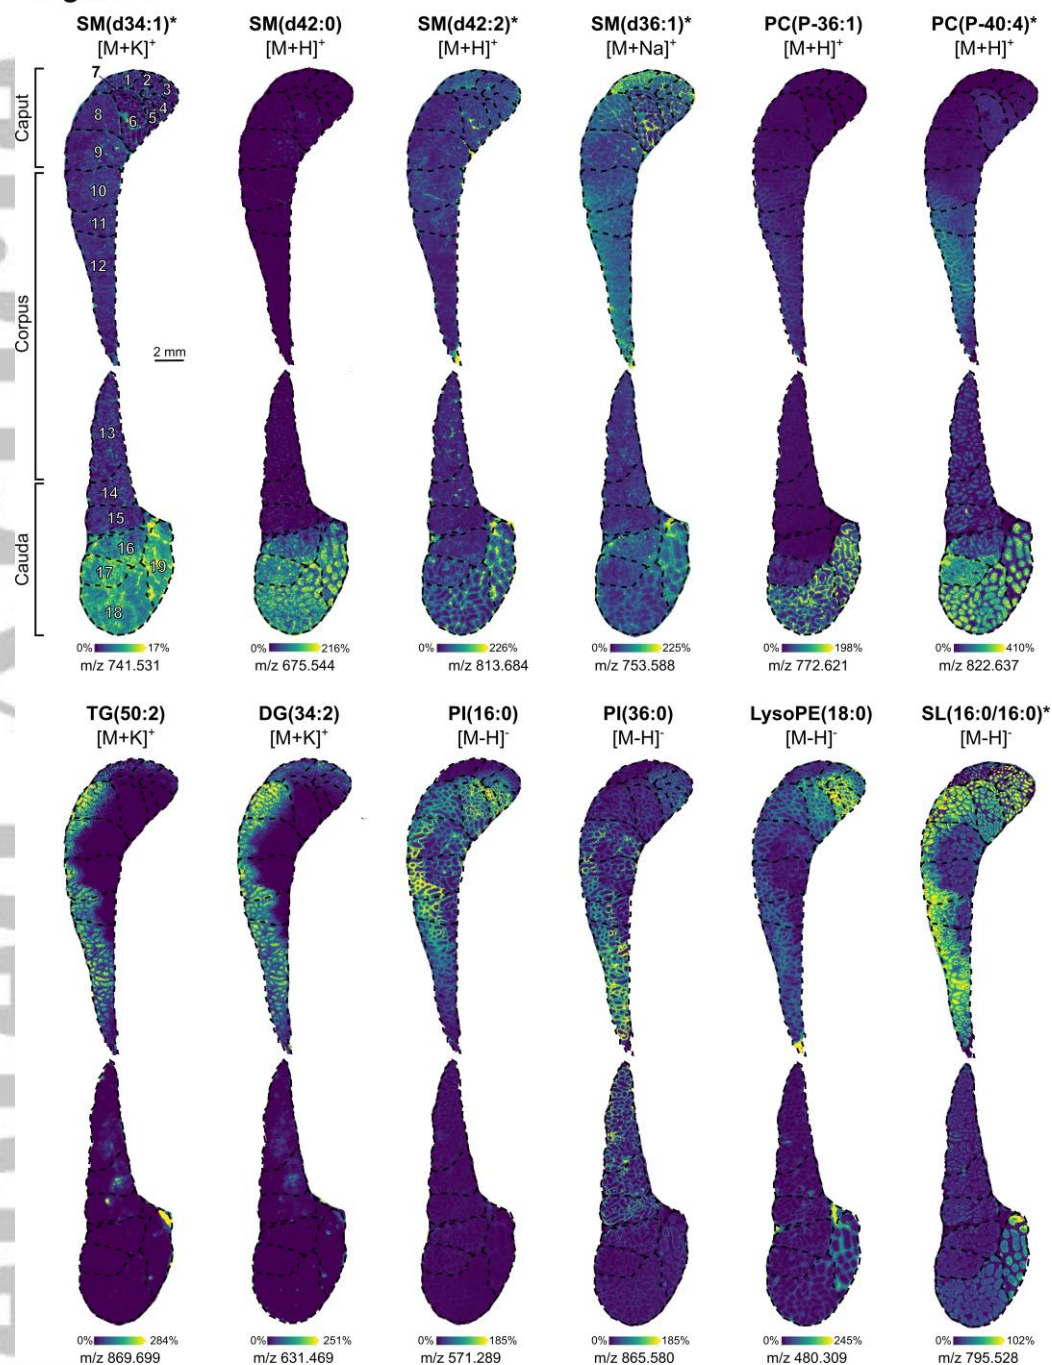 SM(d34:1)* SM(d42:0) SM(d42:2)* SM(d36:1)* PC(P-36:1) PC(P-40:4)*
[M+K]+ [M+H]+ [M+H]+ [M+Na]+ [M+H]+ [M+H]+
Caput
7 1 2 3
8 6 5 4
9
Corpus
10
11
12
2 mm
13
Cauda
14
15
16
17 19
18
0% 17% 0% 216% 0% 226% 0% 225% 0% 198% 0% 410%
m/z 741.531 m/z 675.544 m/z 813.684 m/z 753.588 m/z 772.621 m/z 822.637
TG(50:2) DG(34:2) PI(16:0) PI(36:0) LysoPE(18:0) SL(16:0/16:0)*
[M+K]+ [M+K]+ [M-H]- [M-H]- [M-H]- [M-H]-
0% 284% 0% 251% 0% 185% 0% 185% 0% 245% 0% 102%
m/z 869.699 m/z 631.469 m/z 571.289 m/z 865.580 m/z 480.309 m/z 795.528